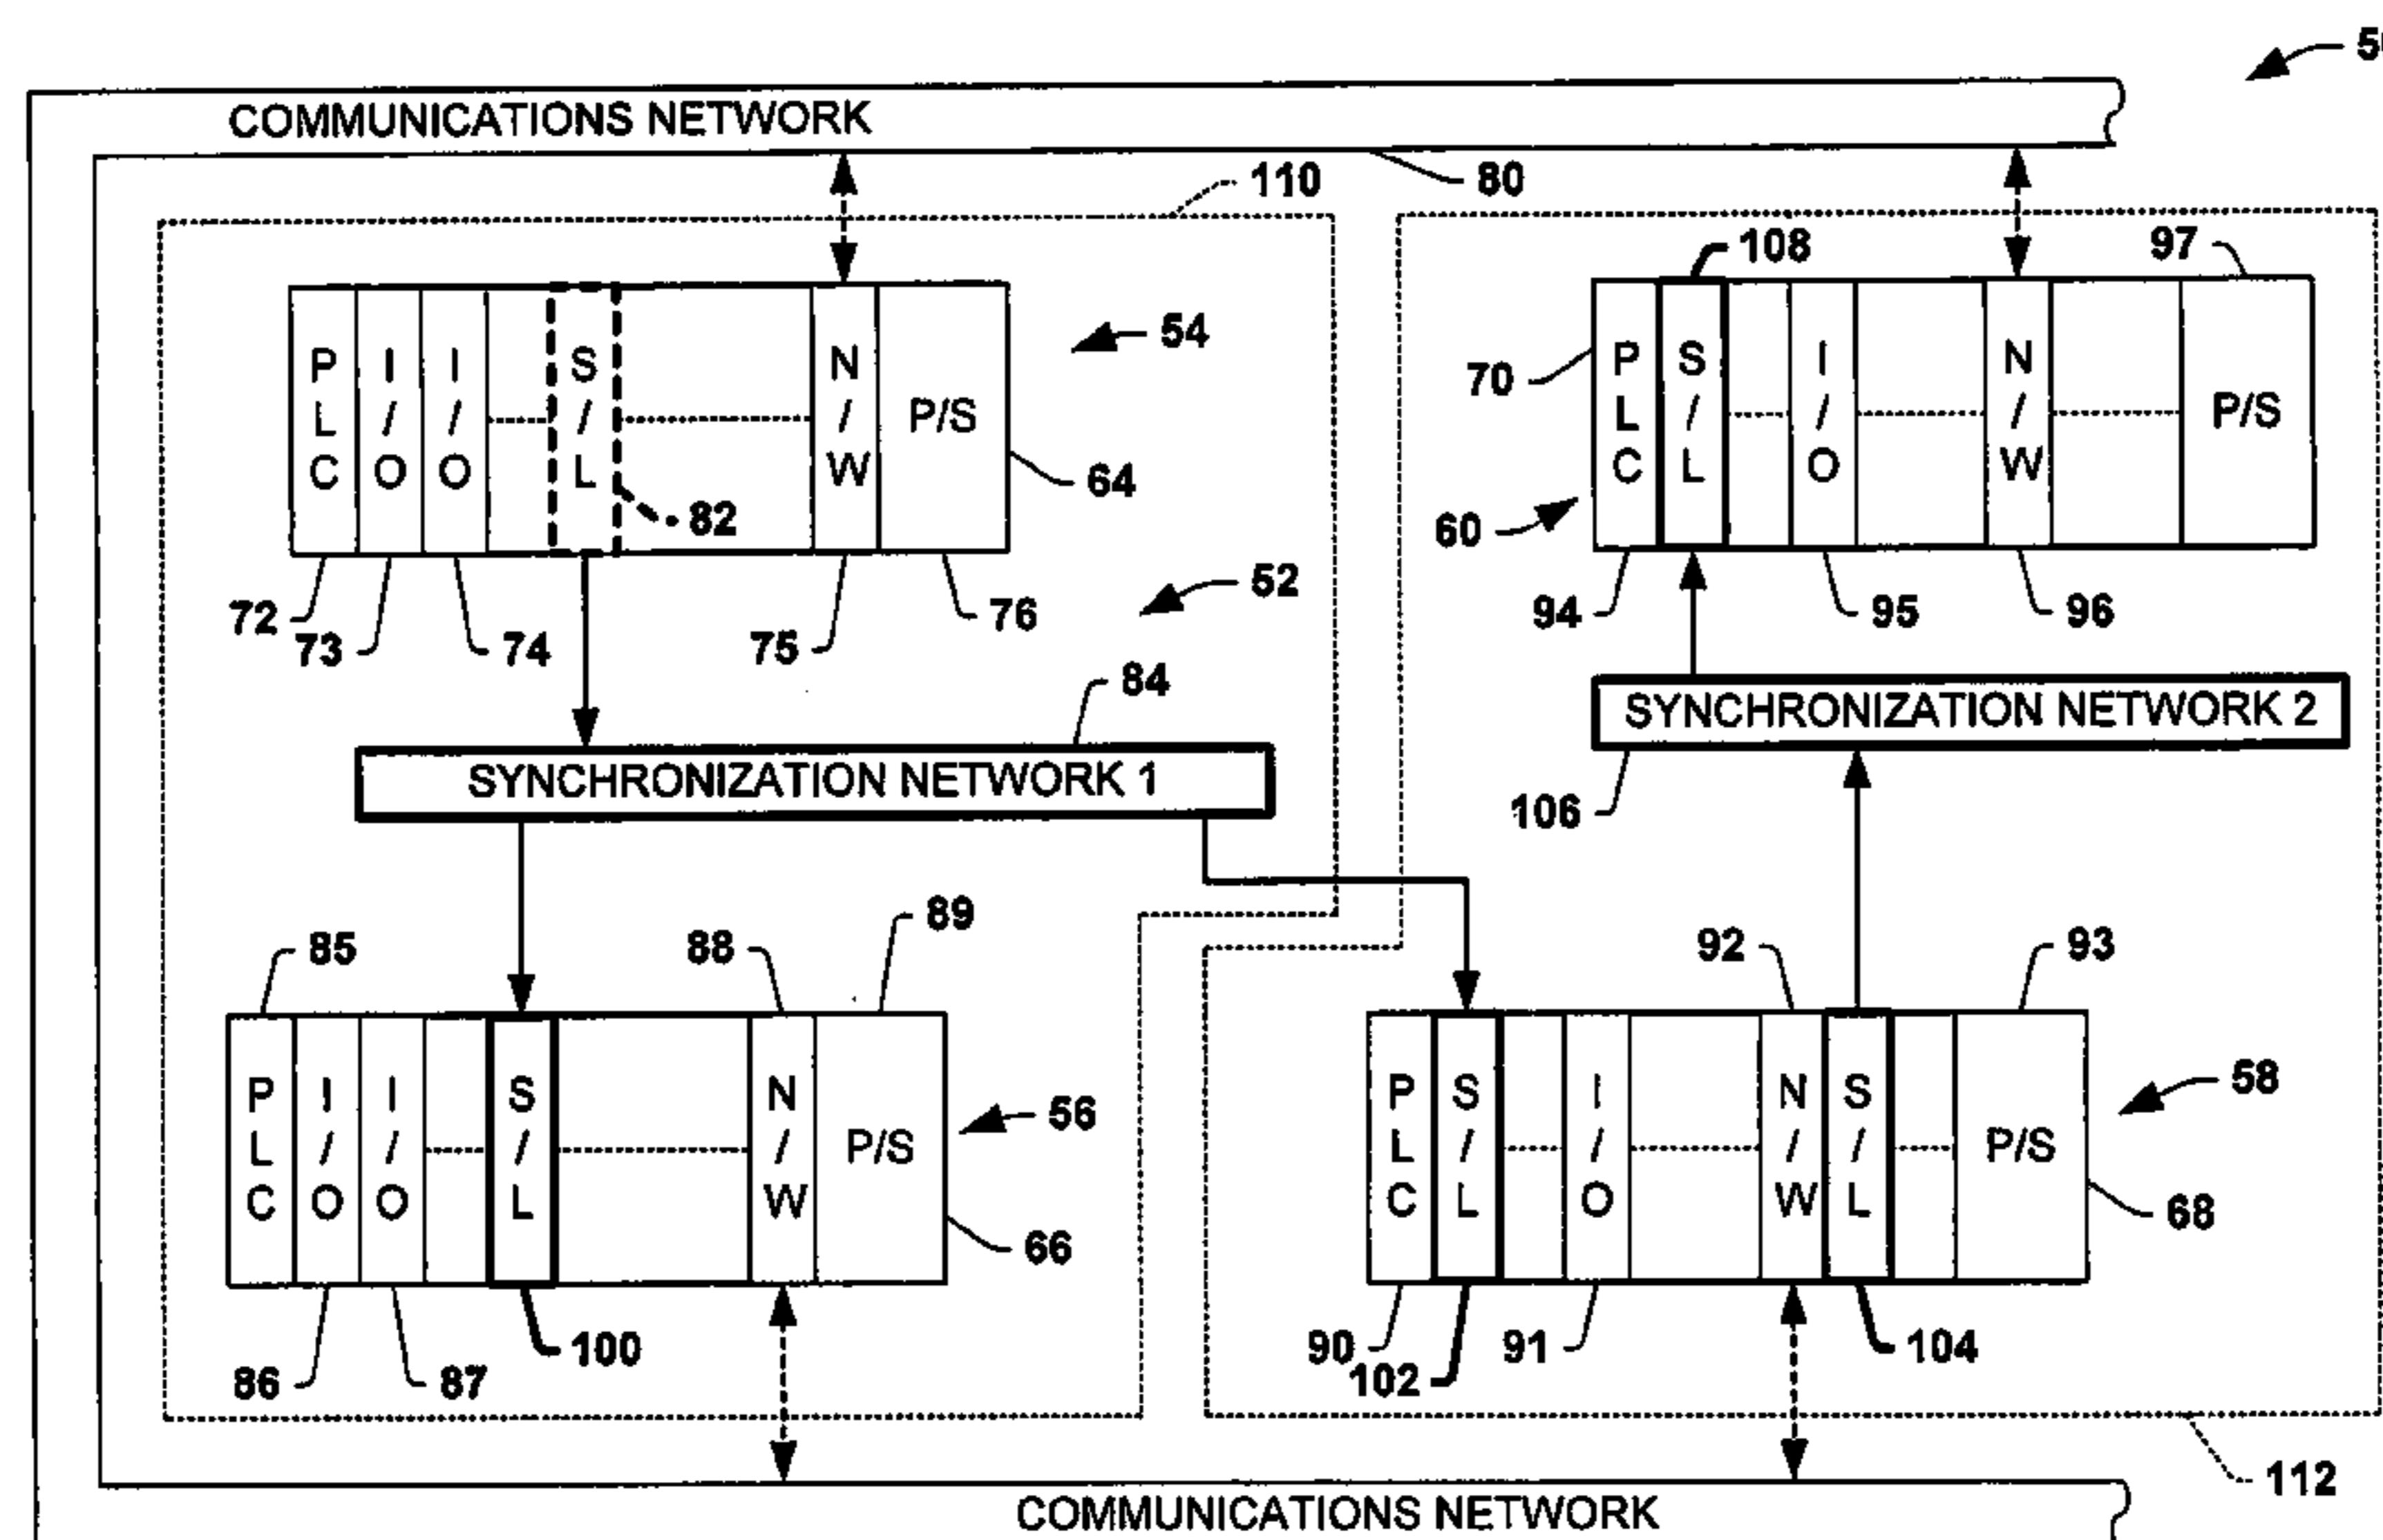 5
COMMUNICATIONS NETWORK
110
80
108
97
54
70
P L C
I / O
I / O
S / L
N / W
P/S
P L C
S / L
I / O
N / W
P/S
64
82
60
52
72
73
74
75
76
94
95
96
84
SYNCHRONIZATION NETWORK 2
SYNCHRONIZATION NETWORK 1
106
89
85
88
92
93
58
P L C
I / O
I / O
S / L
N / W
P/S
56
P L C
S / L
I / O
N / W
S / L
P/S
68
66
100
90
91
104
86
87
102
112
COMMUNICATIONS NETWORK